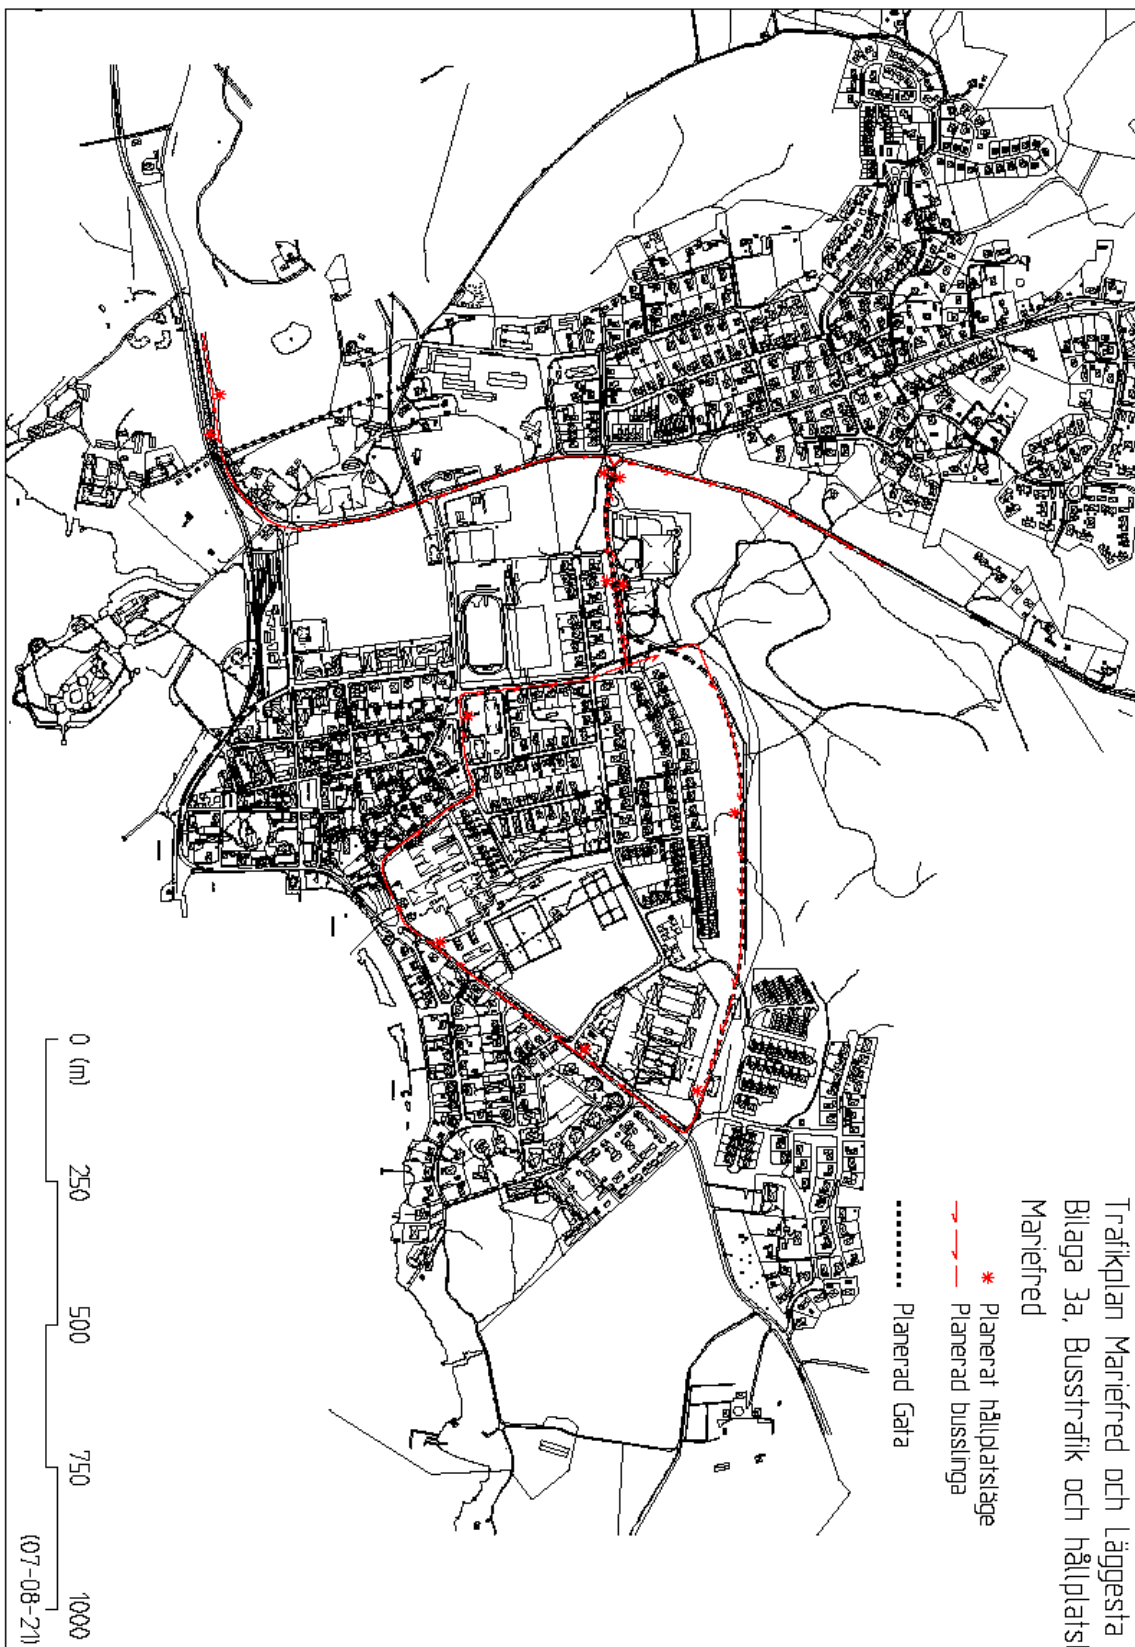 Trafikplan Mariefred och Läggesta
Bilaga 3a, Busstrafik och hållplatsl
Mariefred
Planerat hållplatsläge
Planerad busslinga
Planerad Gata
0 (m) 250 500 750 1000
(07-08-21)